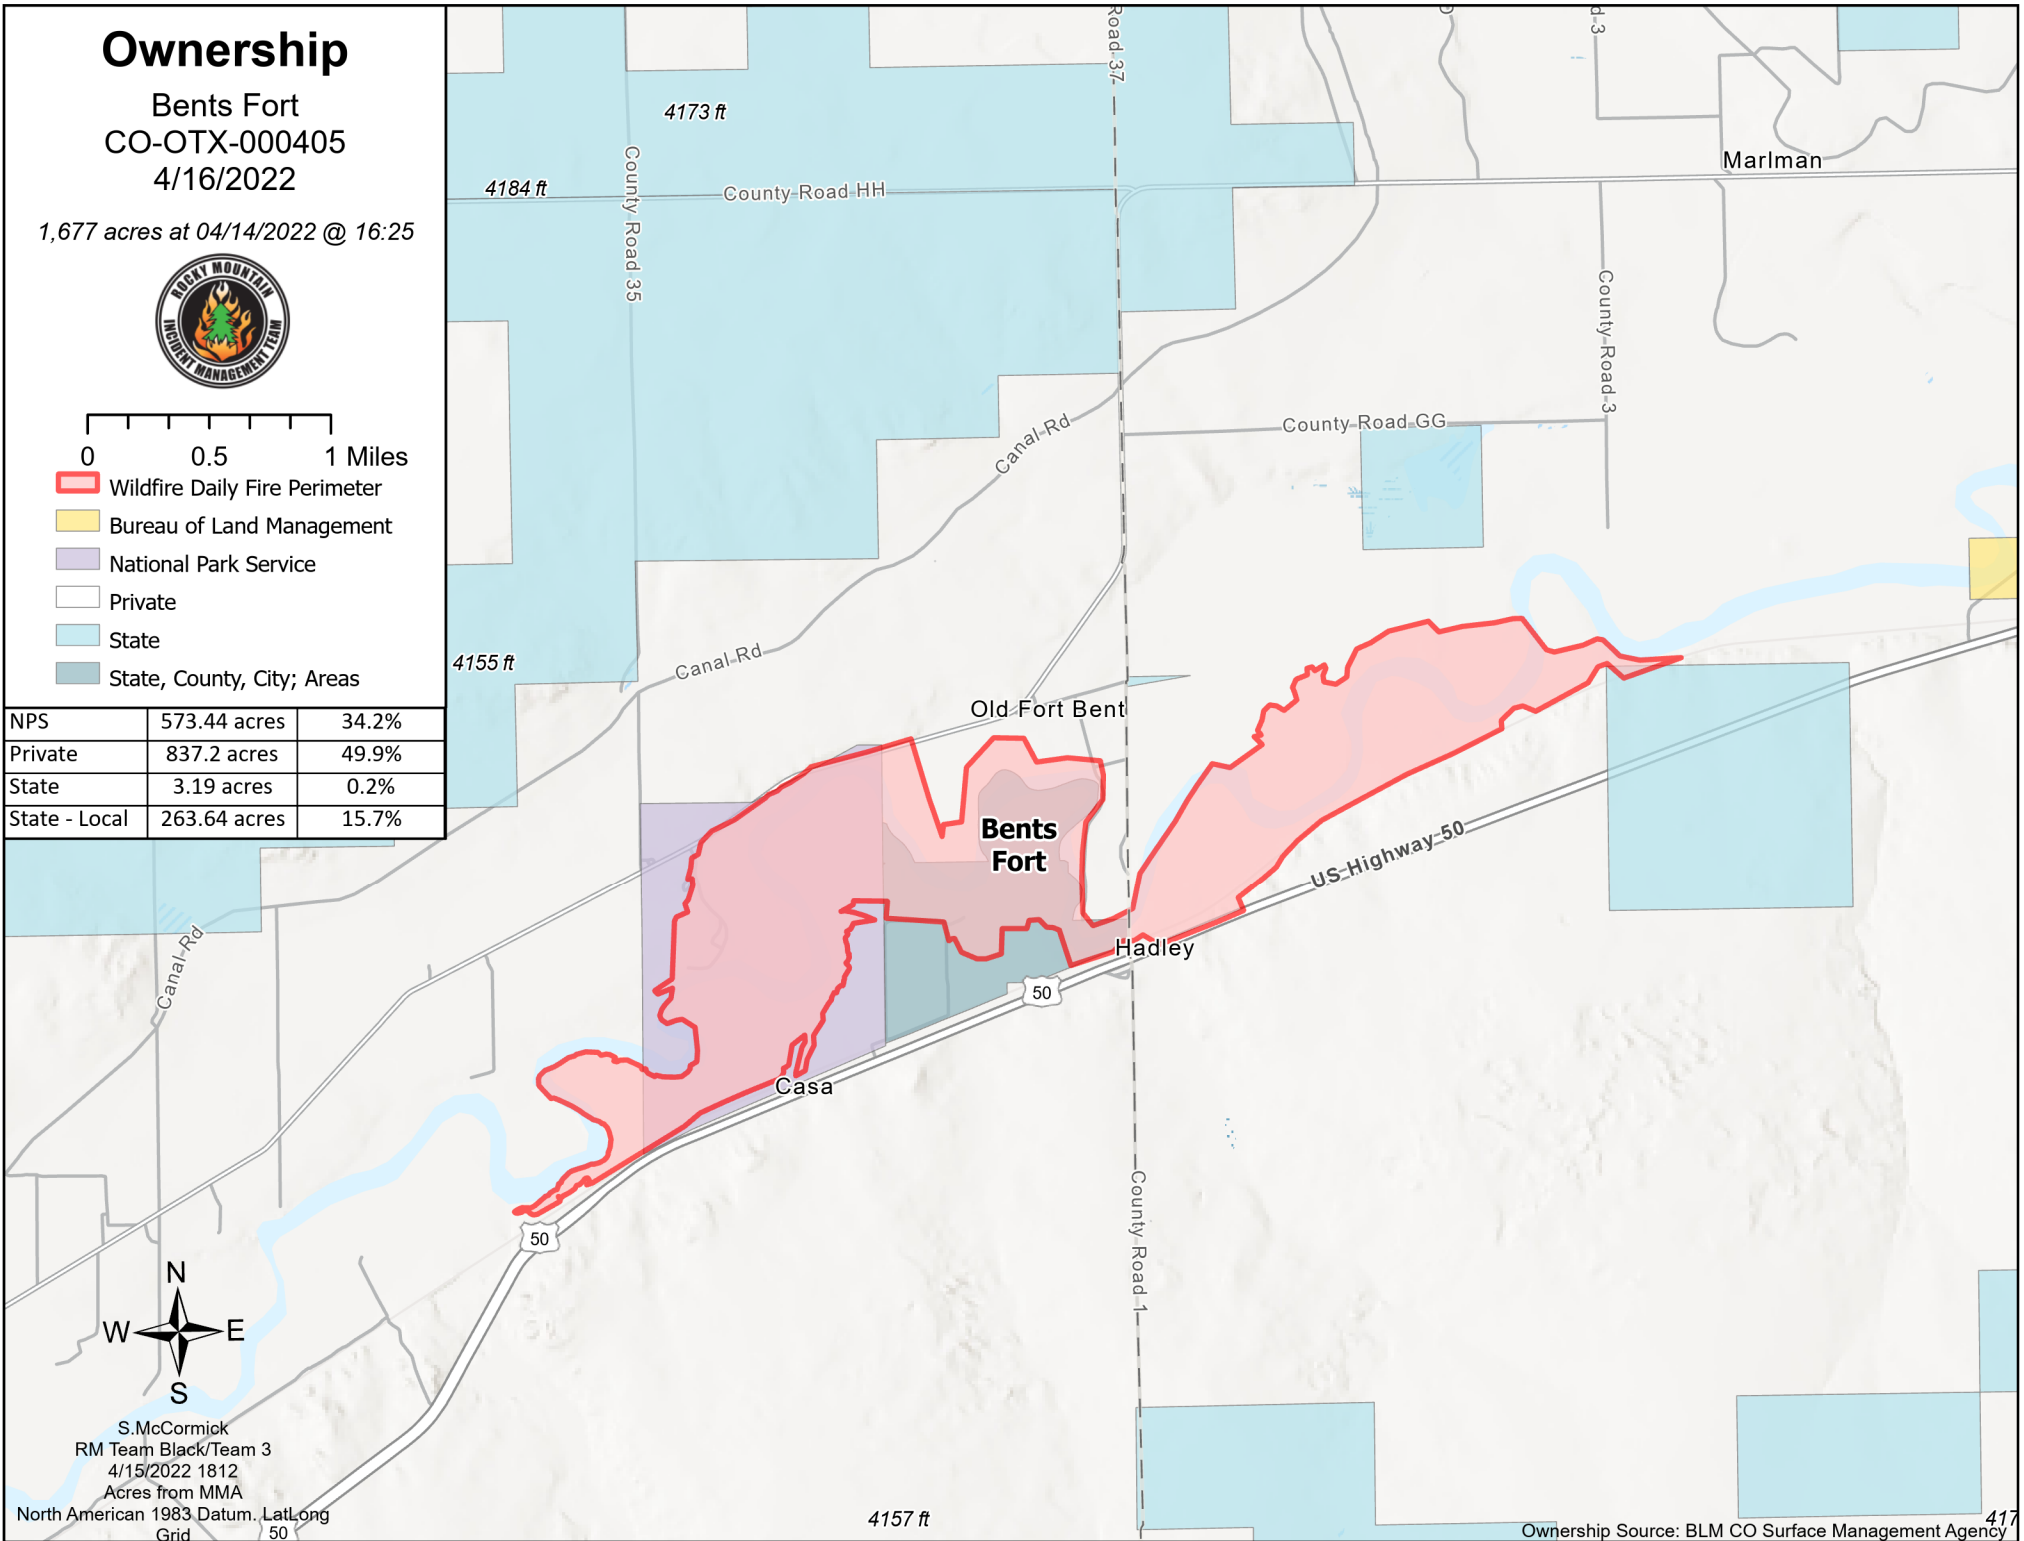 Ownership
Bents Fort
CO-OTX-000405
4/16/2022
1,677 acres at 04/14/2022 @ 16:25
ROCKY MOUNTAIN
INCIDENT MANAGEMENT TEAM
0 0.5 1 Miles
Wildfire Daily Fire Perimeter
Bureau of Land Management
National Park Service
Private
State
State, County, City; Areas
NPS 573.44 acres 34.2%
Private 837.2 acres 49.9%
State 3.19 acres 0.2%
State - Local 263.64 acres 15.7%
Road 37
d 3
4173 ft
Marlman
4184 ft
County Road HH
County Road 35
County Road 3
County Road GG
Canal Rd
4155 ft
Canal Rd
Old Fort Bent
Bents
Fort
US Highway 50
Canal Rd
Hadley
50
Casa
50
County Road 1
N
W E
S
S.McCormick
RM Team Black/Team 3
4/15/2022 1812
Acres from MMA
North American 1983 Datum. LatLong
Grid
50
4157 ft
417
Ownership Source: BLM CO Surface Management Agency